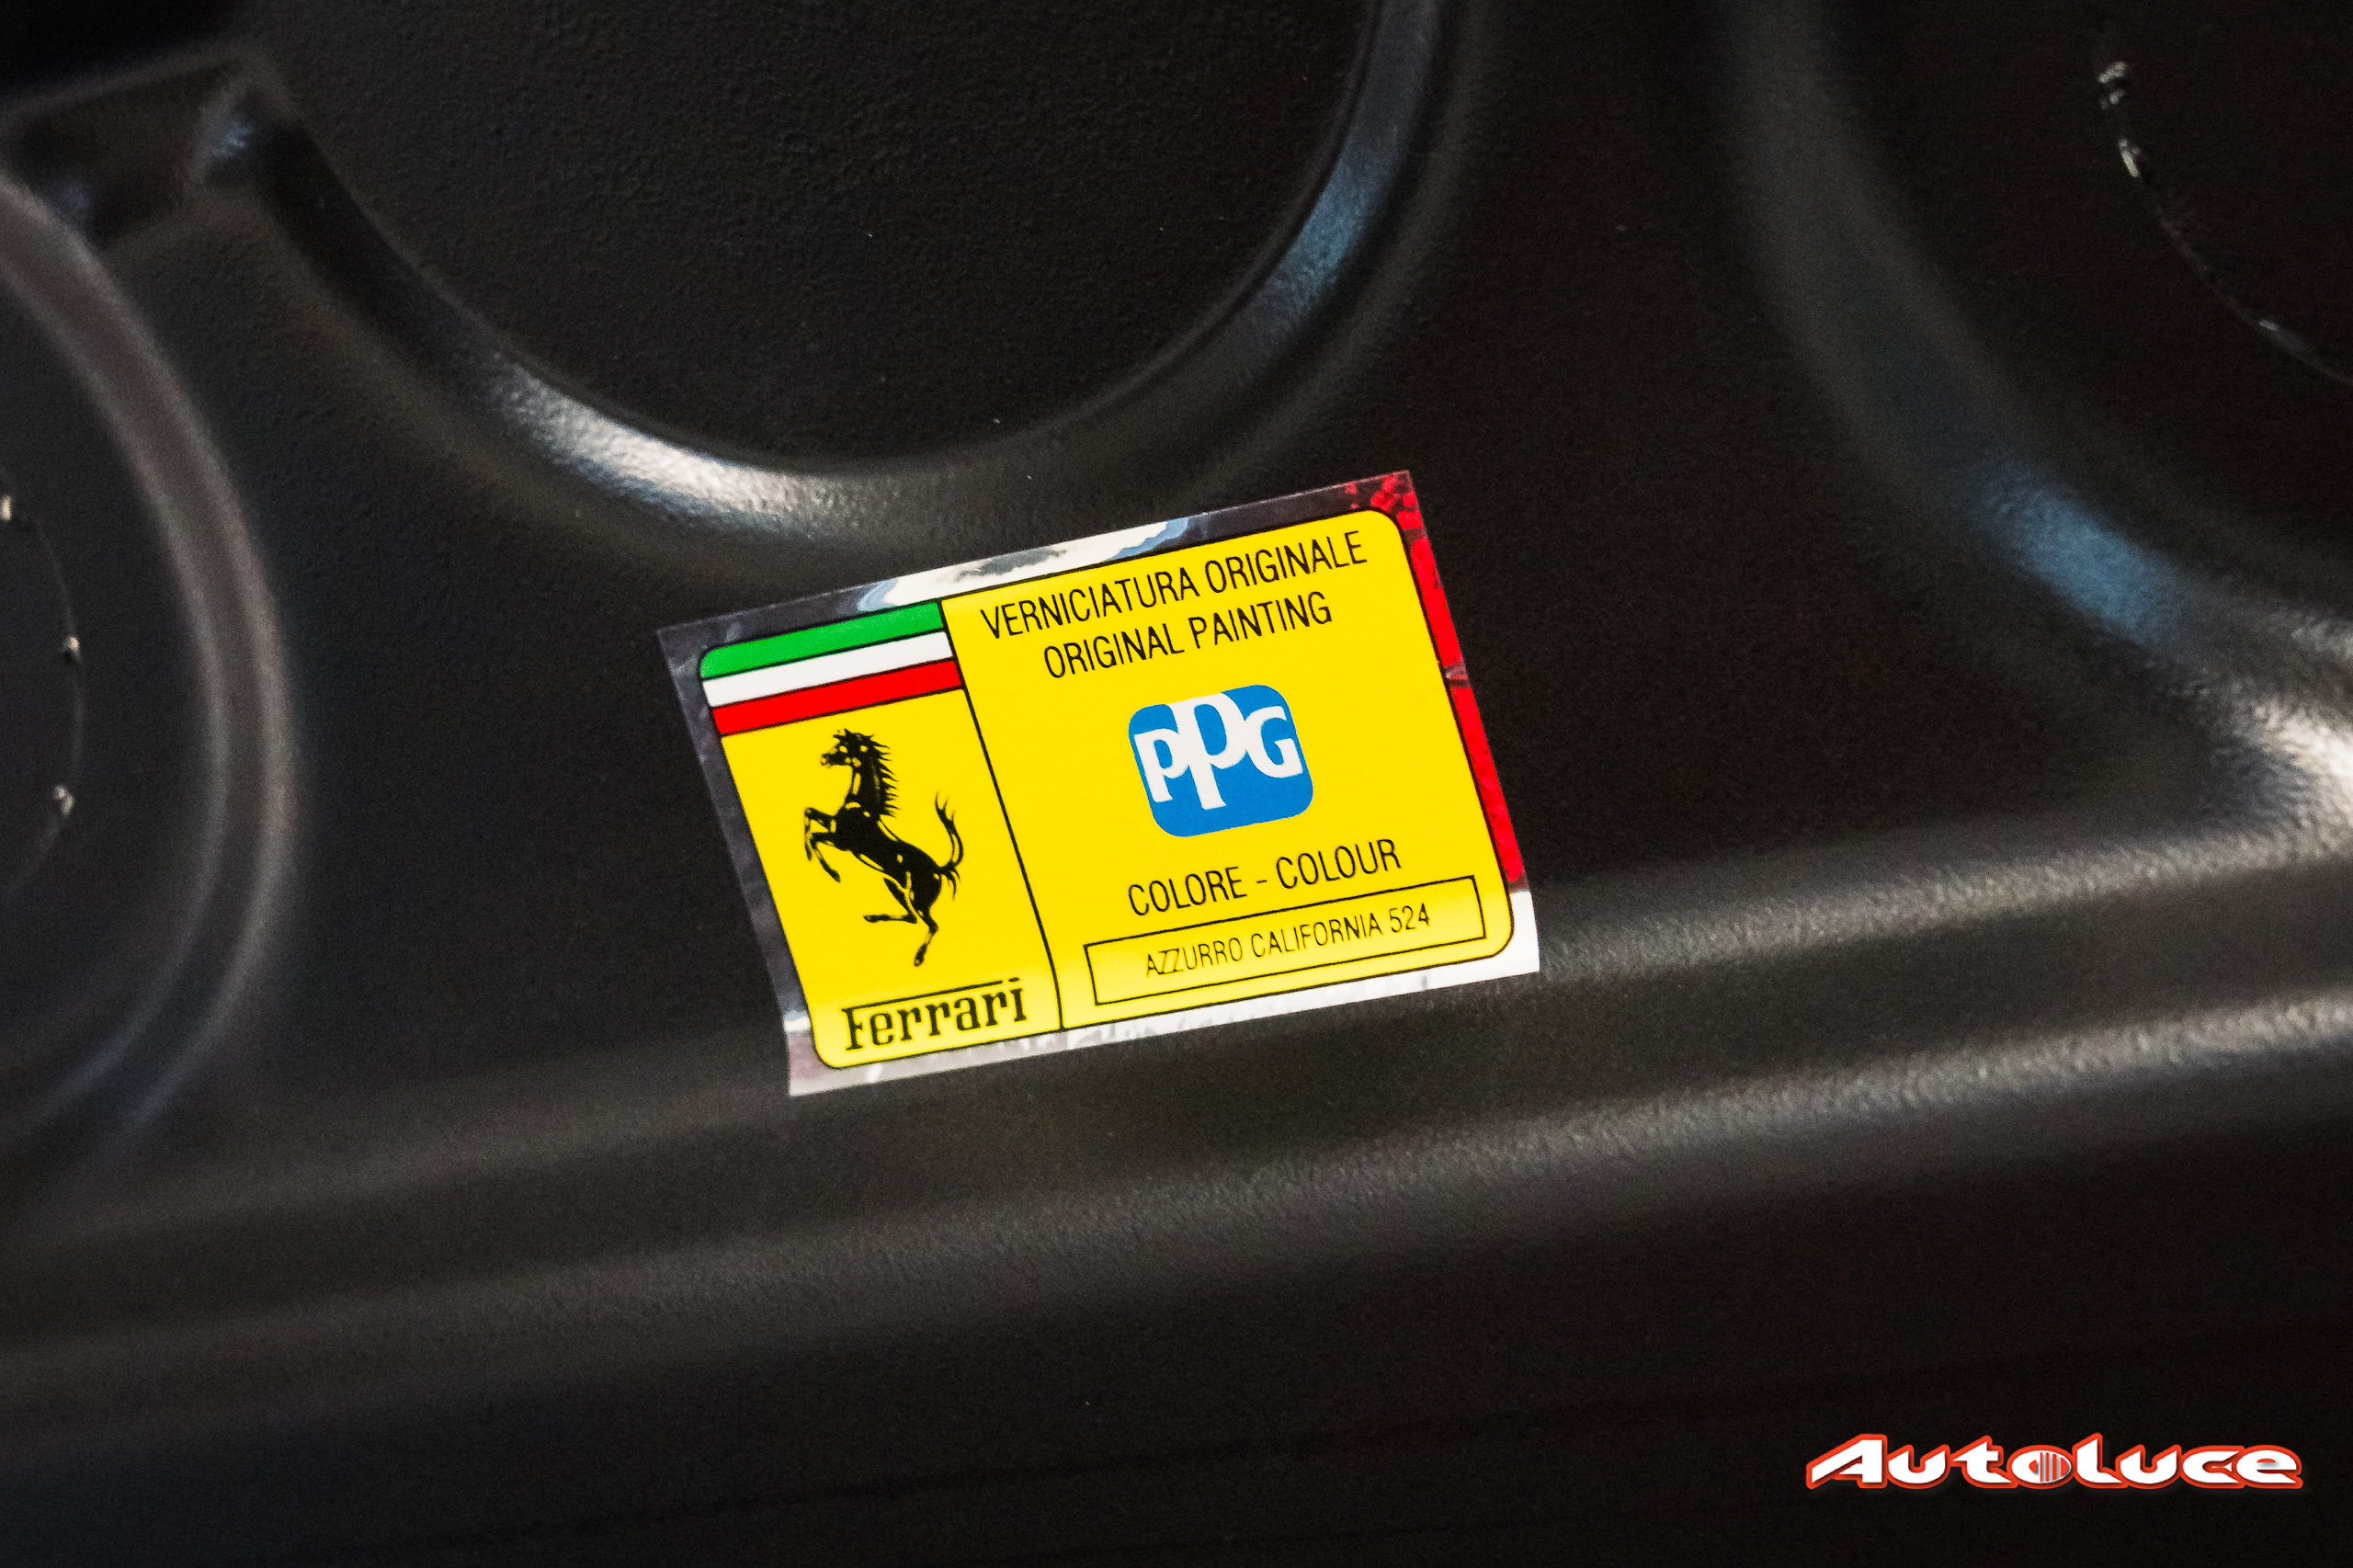 VERNICIATURA ORIGINALE
ORIGINAL PAINTING
PPG
COLORE - COLOUR
AZZURRO CALIFORNIA 524
Ferrari
Autoluce